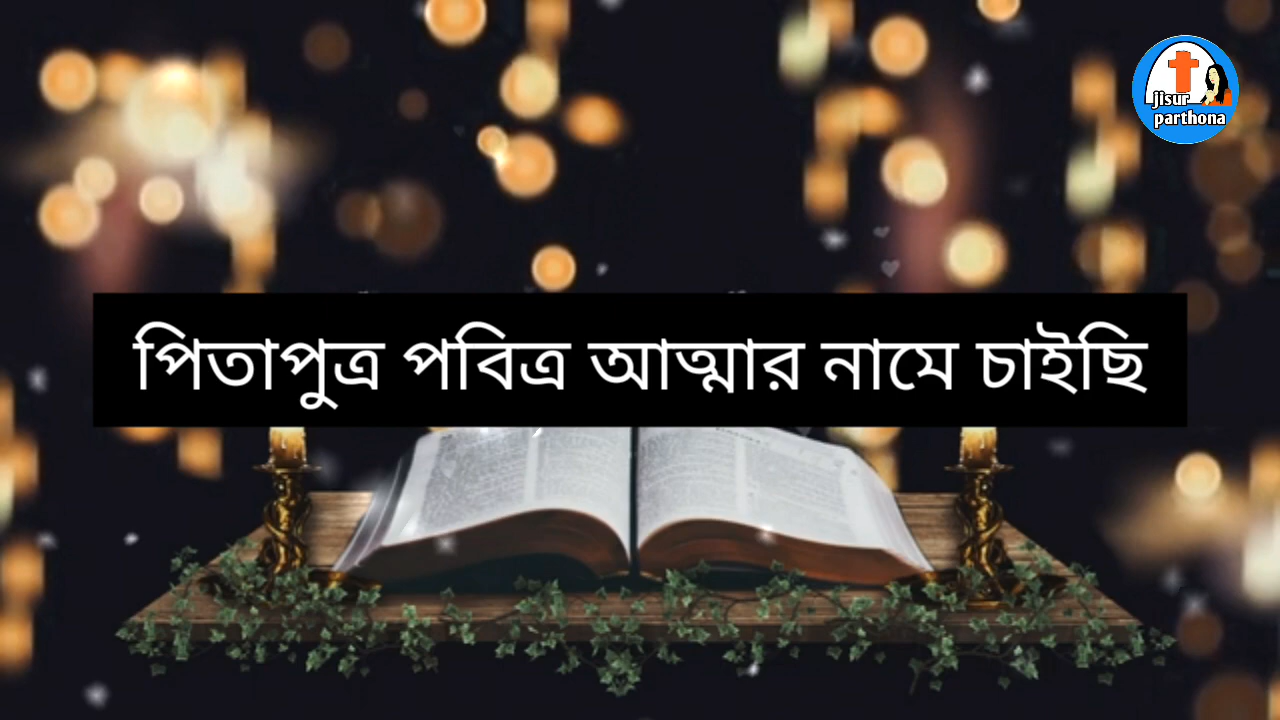 jisur
parthona
পিতাপুত্র পবিত্র আত্মার নামে চাইছি